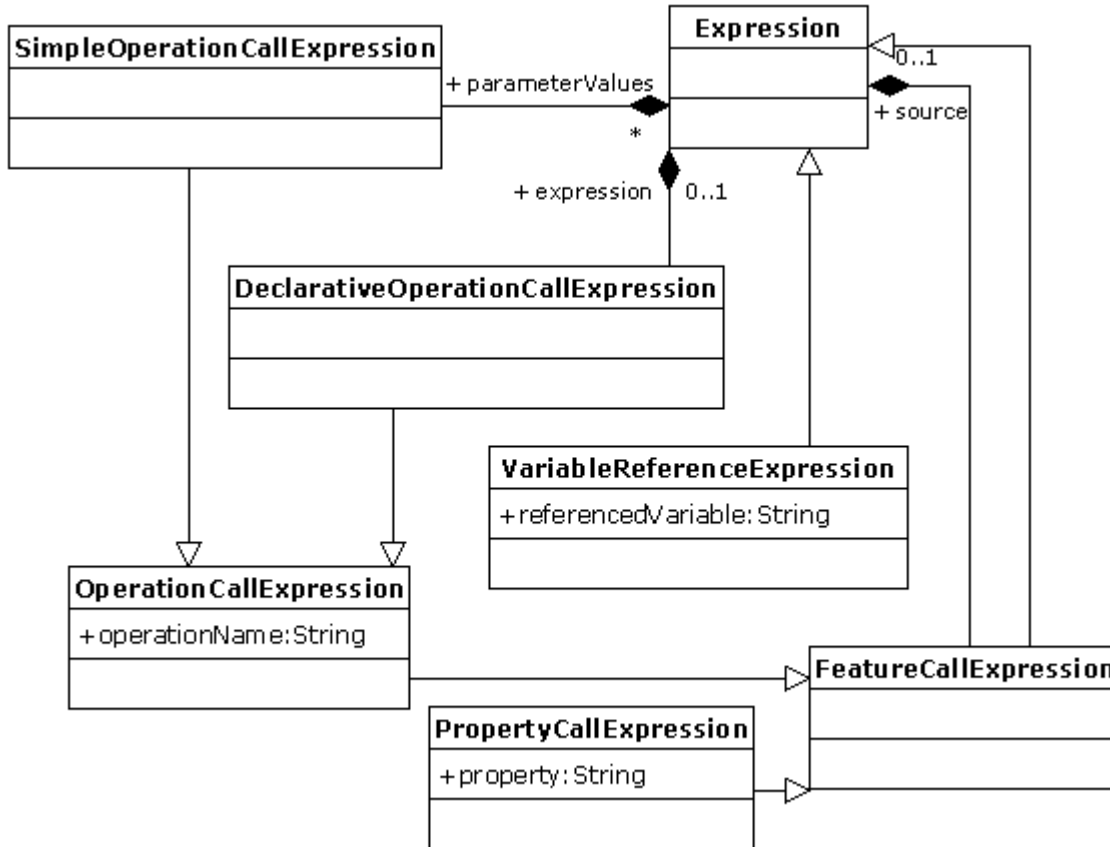 Expression
SimpleOperationCallExpression
0..1
+ parameterValues
+ source
*
+ expression
0..1
DeclarativeOperationCallExpression
VariableReferenceExpression
+referencedVariable:String
OperationCallExpression
+operationName:String
FeatureCallExpression
PropertyCallExpression
+property:String